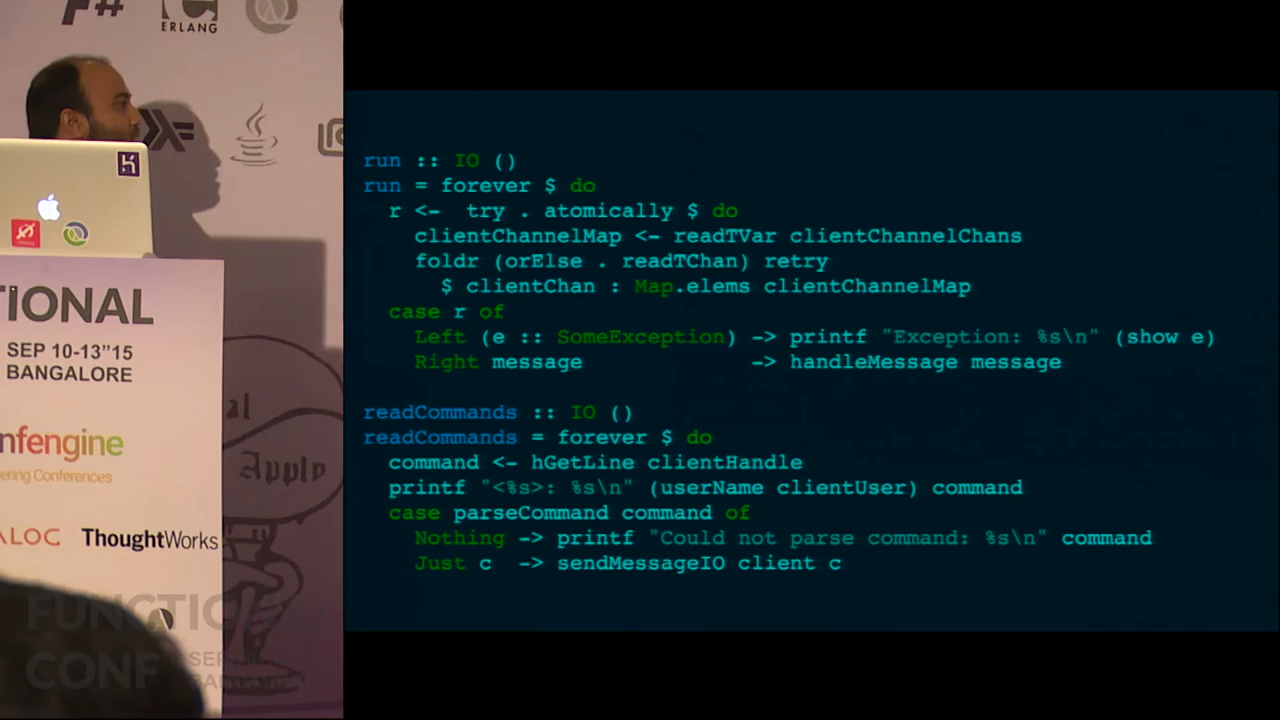 F#
ERLANG
TIONAL
SEP 10-13"15
BANGALORE
nfengine
ering Conferences
ALOC ThoughtWorks
al
Apple
FUNCTIO
CONF
SEP
run :: IO ()
run = forever $ do
r <- try . atomically $ do
clientChannelMap <- readTVar clientChannelChans
foldr (orElse . readTChan) retry
$ clientChan : Map.elems clientChannelMap
case r of
Left (e :: SomeException) -> printf "Exception: %s\n" (show e)
Right message -> handleMessage message
readCommands :: IO ()
readCommands = forever $ do
command <- hGetLine clientHandle
printf "<%s>: %s\n" (userName clientUser) command
case parseCommand command of
Nothing -> printf "Could not parse command: %s\n" command
Just c -> sendMessageIO client c